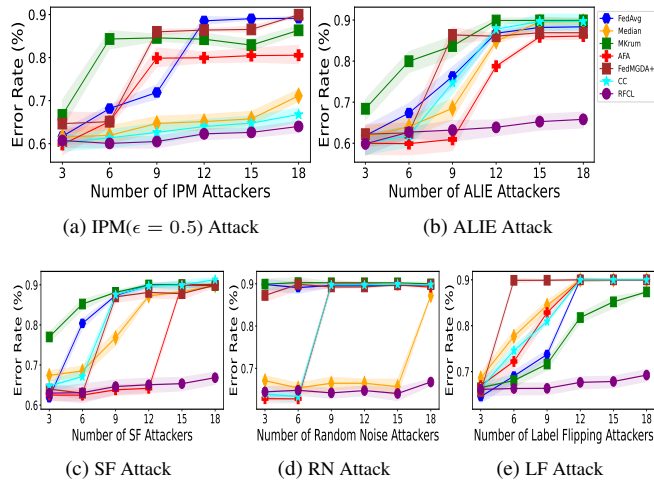 0.9
0.8
0.7
0.6
Error Rate (%)
3 6 9 12 15 18
Number of IPM Attackers
(a) IPM(ϵ = 0.5) Attack
0.9
0.8
0.7
0.6
Error Rate (%)
3 6 9 12 15 18
Number of ALIE Attackers
(b) ALIE Attack
FedAvg
Median
MKrum
AFA
FedMGDA+
CC
RFCL
0.9
0.8
0.7
0.6
Error Rate (%)
3 6 9 12 15 18
Number of SF Attackers
(c) SF Attack
0.9
0.8
0.7
Error Rate (%)
3 6 9 12 15 18
Number of Random Noise Attackers
(d) RN Attack
0.9
0.8
0.7
Error Rate (%)
3 6 9 12 15 18
Number of Label Flipping Attackers
(e) LF Attack